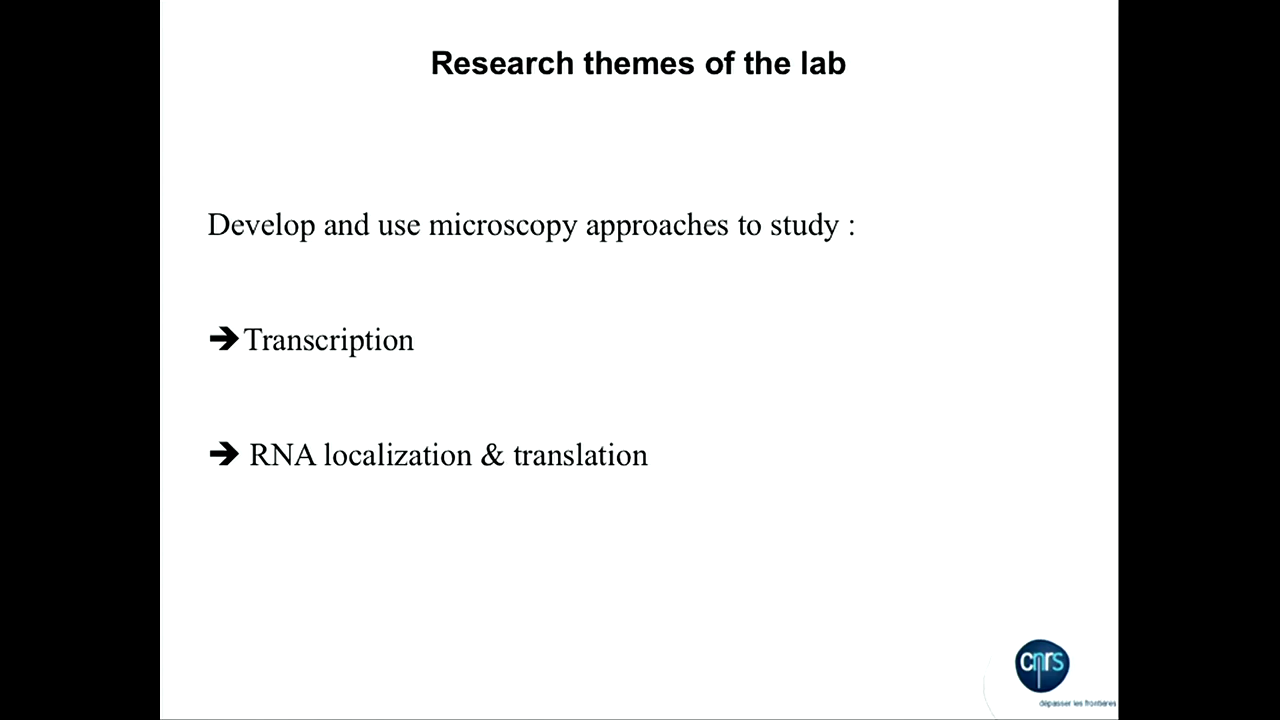 Research themes of the lab
Develop and use microscopy approaches to study :
➔ Transcription
➔ RNA localization & translation
cnrs
dépasser les frontières